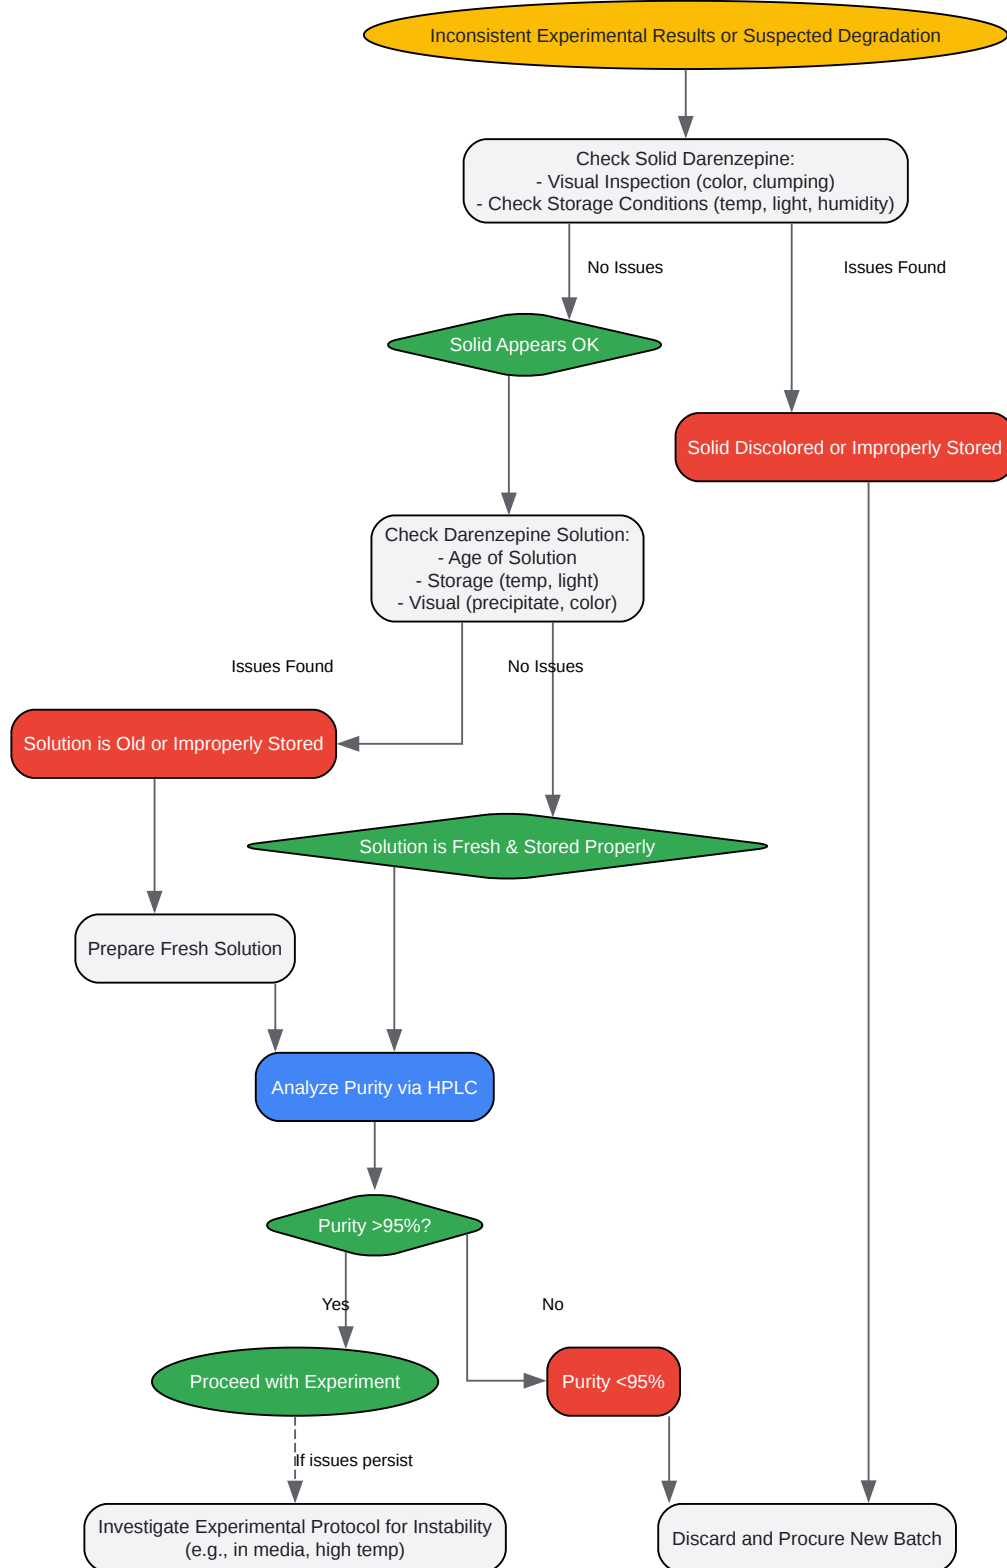 Inconsistent Experimental Results or Suspected Degradation
Check Solid Darenzepine:
- Visual Inspection (color, clumping)
- Check Storage Conditions (temp, light, humidity)
No Issues
Issues Found
Solid Appears OK
Solid Discolored or Improperly Stored
Check Darenzepine Solution:
- Age of Solution
- Storage (temp, light)
- Visual (precipitate, color)
Issues Found
No Issues
Solution is Old or Improperly Stored
Solution is Fresh & Stored Properly
Prepare Fresh Solution
Analyze Purity via HPLC
Purity >95%?
Yes
No
Proceed with Experiment
Purity <95%
If issues persist
Investigate Experimental Protocol for Instability
(e.g., in media, high temp)
Discard and Procure New Batch